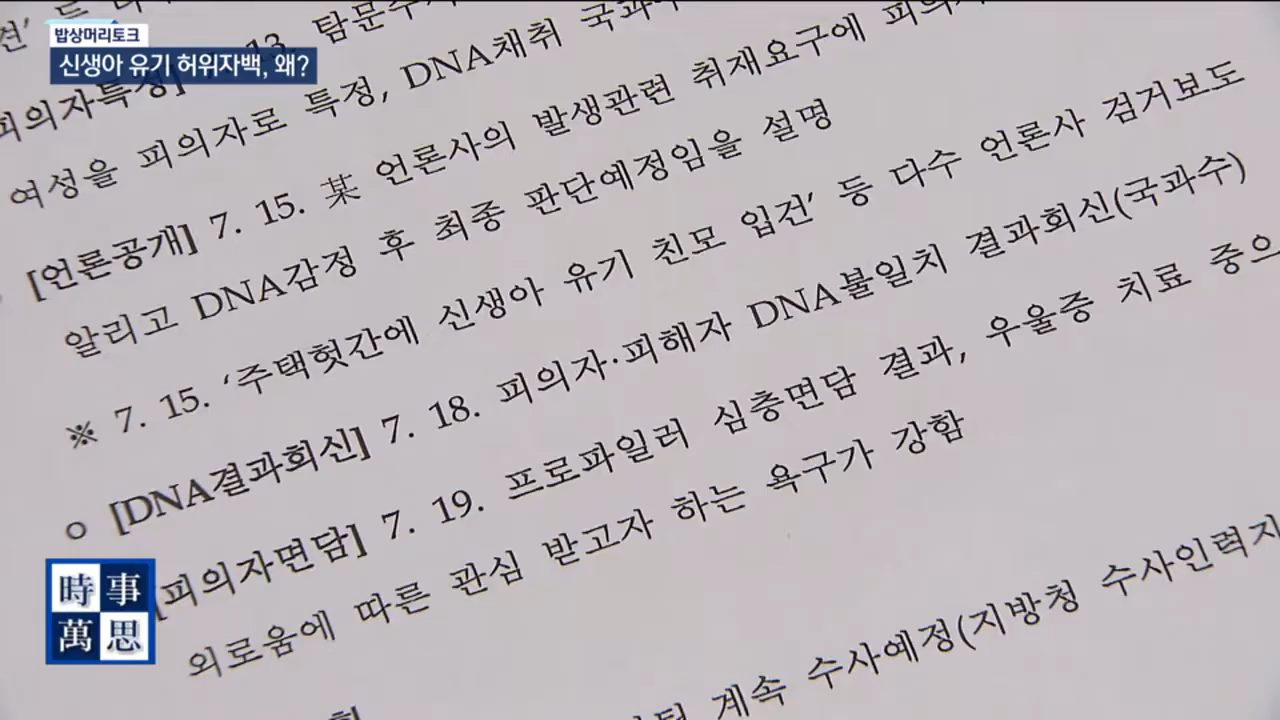 밥상머리토크
신생아 유기 허위자백, 왜?
13. 탐문수사
피의자특정]
여성을 피의자로 특정, DNA채취 국과수
[언론공개] 7. 15. 某 언론사의 발생관련 취재요구에 피의자
알리고 DNA감정 후 최종 판단예정임을 설명
※ 7. 15. ‘주택헛간에 신생아 유기 친모 입건’ 등 다수 언론사 검거보도
ㅇ [DNA결과회신] 7. 18. 피의자·피해자 DNA불일치 결과회신(국과수)
[피의자면담] 7. 19. 프로파일러 심층면담 결과, 우울증 치료 중으
외로움에 따른 관심 받고자 하는 욕구가 강함
계속 수사예정(지방청 수사인력지
時事
萬思